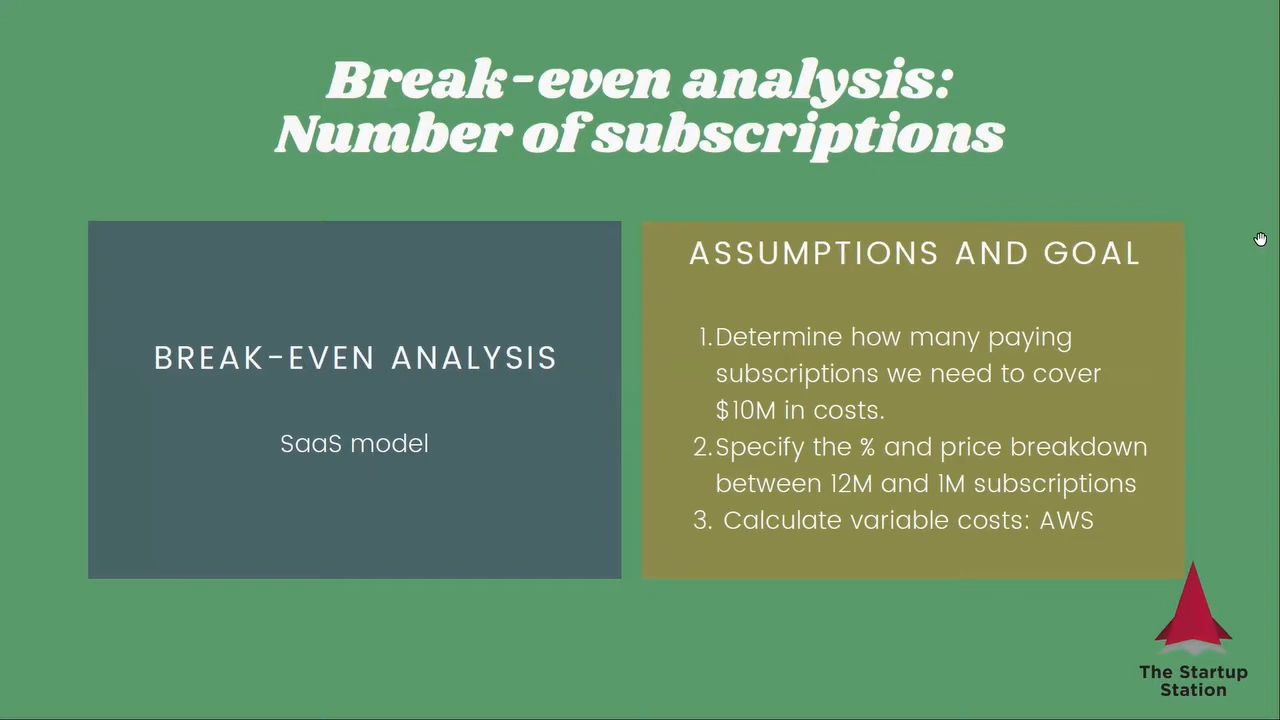 Break-even analysis:
Number of subscriptions
BREAK-EVEN ANALYSIS
SaaS model
ASSUMPTIONS AND GOAL
1. Determine how many paying
subscriptions we need to cover
$10M in costs.
2. Specify the % and price breakdown
between 12M and 1M subscriptions
3. Calculate variable costs: AWS
The Startup
Station